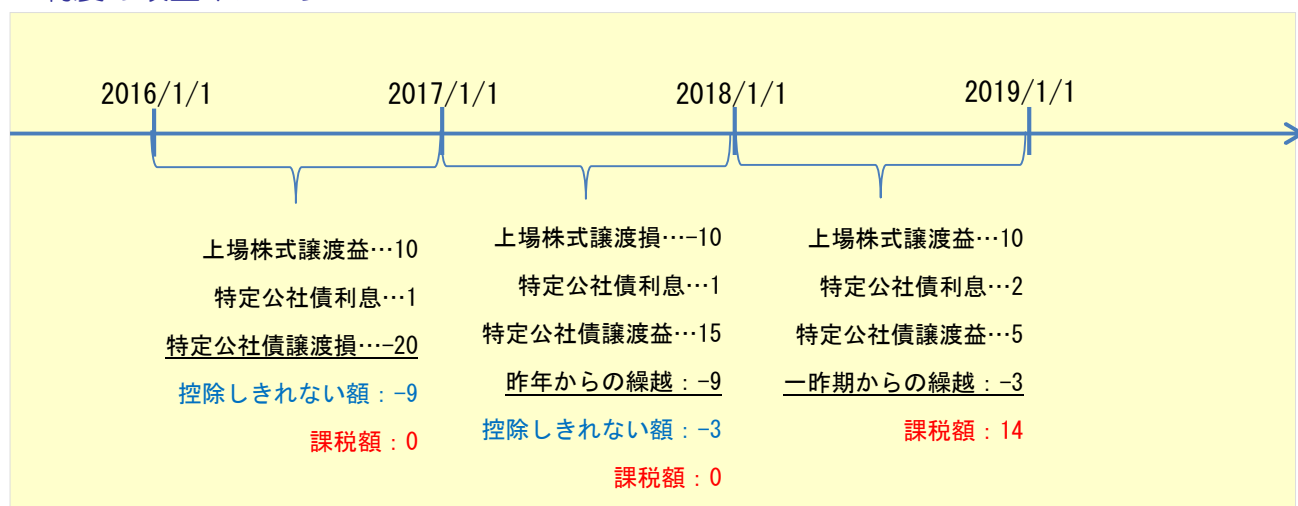 2016/1/1
2017/1/1
2018/1/1
2019/1/1
上場株式譲渡益…10
特定公社債利息…1
特定公社債譲渡損…-20
控除しきれない額：-9
課税額：0
上場株式譲渡損…-10
特定公社債利息…1
特定公社債譲渡益…15
昨年からの繰越：-9
控除しきれない額：-3
課税額：0
上場株式譲渡益…10
特定公社債利息…2
特定公社債譲渡益…5
一昨期からの繰越：-3
課税額：14